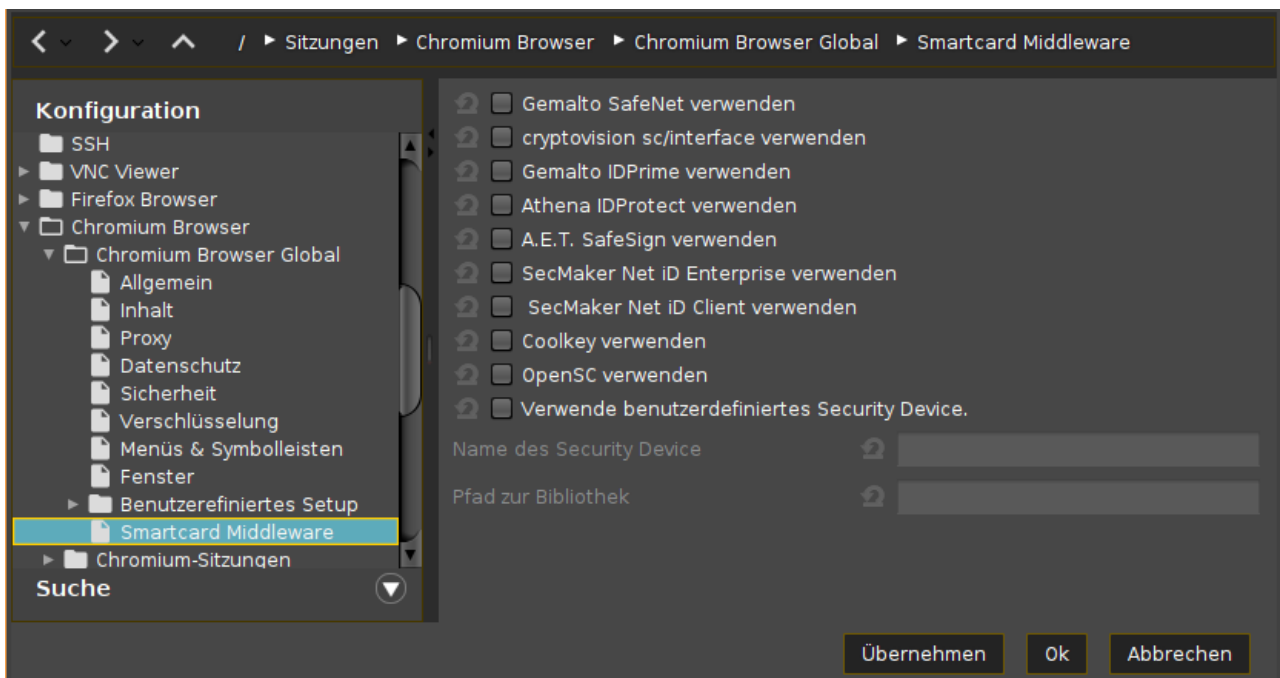 / ▸ Sitzungen ▸ Chromium Browser ▸ Chromium Browser Global ▸ Smartcard Middleware
Konfiguration
SSH
VNC Viewer
Firefox Browser
Chromium Browser
Chromium Browser Global
Allgemein
Inhalt
Proxy
Datenschutz
Sicherheit
Verschlüsselung
Menüs & Symbolleisten
Fenster
Benutzerefiniertes Setup
Smartcard Middleware
Chromium-Sitzungen
Suche
Gemalto SafeNet verwenden
cryptovision sc/interface verwenden
Gemalto IDPrime verwenden
Athena IDProtect verwenden
A.E.T. SafeSign verwenden
SecMaker Net iD Enterprise verwenden
SecMaker Net iD Client verwenden
Coolkey verwenden
OpenSC verwenden
Verwende benutzerdefiniertes Security Device.
Name des Security Device
Pfad zur Bibliothek
Übernehmen Ok Abbrechen